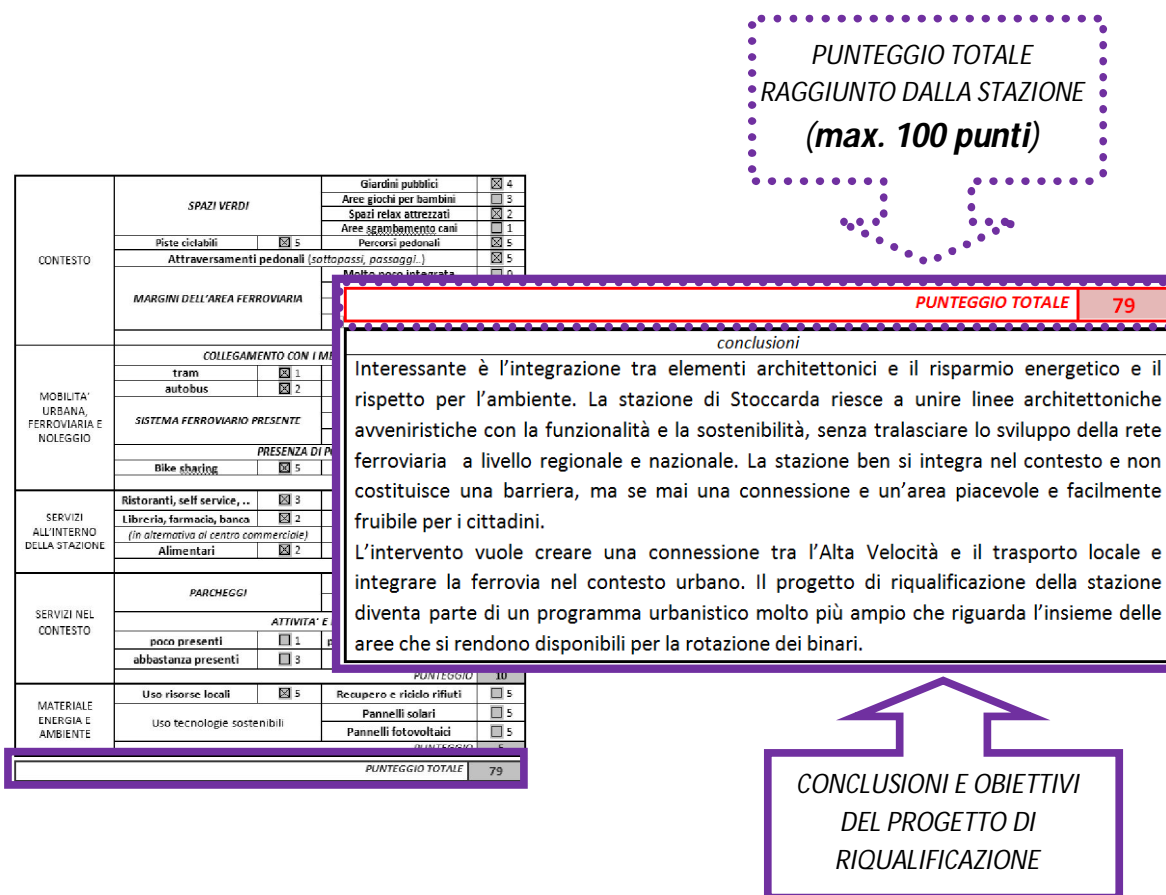 PUNTEGGIO TOTALE
RAGGIUNTO DALLA STAZIONE
(max. 100 punti)
CONTESTO
SPAZI VERDI
Giardini pubblici ☒ 4
Aree giochi per bambini ☐ 3
Spazi relax attrezzati ☒ 2
Aree sgambamento cani ☐ 1
Piste ciclabili ☒ 5 Percorsi pedonali ☒ 5
Attraversamenti pedonali (sottopassi, passaggi..) ☒ 5
Molto poco integrata ☐ 0
MARGINI DELL'AREA FERROVIARIA
MOBILITA'
URBANA,
FERROVIARIA E
NOLEGGIO
COLLEGAMENTO CON I
tram ☒ 1
autobus ☒ 2
SISTEMA FERROVIARIO PRESENTE
PRESENZA DI
Bike sharing ☒ 5
SERVIZI
ALL'INTERNO
DELLA STAZIONE
Ristoranti, self service, .. ☒ 3
Libreria, farmacia, banca ☒ 2
(in alternativa al centro commerciale)
Alimentari ☒ 2
SERVIZI NEL
CONTESTO
PARCHEGGI
ATTIVITA' E
poco presenti ☐ 1
abbastanza presenti ☐ 3
PUNTEGGIO 10
MATERIALE
ENERGIA E
AMBIENTE
Uso risorse locali ☒ 5 Recupero e riciclo rifiuti ☐ 5
Uso tecnologie sostenibili
Pannelli solari ☐ 5
Pannelli fotovoltaici ☐ 5
PUNTEGGIO 5
PUNTEGGIO TOTALE 79
PUNTEGGIO TOTALE 79
conclusioni
Interessante è l'integrazione tra elementi architettonici e il risparmio energetico e il
rispetto per l'ambiente. La stazione di Stoccarda riesce a unire linee architettoniche
avveniristiche con la funzionalità e la sostenibilità, senza tralasciare lo sviluppo della rete
ferroviaria a livello regionale e nazionale. La stazione ben si integra nel contesto e non
costituisce una barriera, ma se mai una connessione e un'area piacevole e facilmente
fruibile per i cittadini.
L'intervento vuole creare una connessione tra l'Alta Velocità e il trasporto locale e
integrare la ferrovia nel contesto urbano. Il progetto di riqualificazione della stazione
diventa parte di un programma urbanistico molto più ampio che riguarda l'insieme delle
aree che si rendono disponibili per la rotazione dei binari.
CONCLUSIONI E OBIETTIVI
DEL PROGETTO DI
RIQUALIFICAZIONE